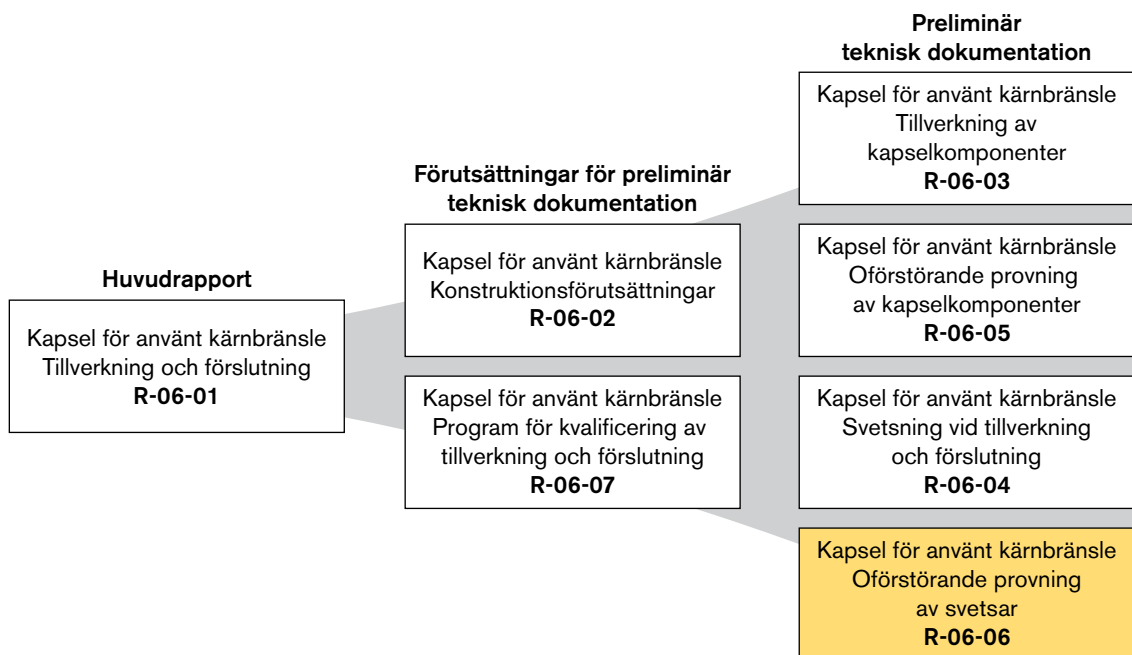 Huvudrapport
Kapsel för använt kärnbränsle
Tillverkning och förslutning
R-06-01
Förutsättningar för preliminär
teknisk dokumentation
Kapsel för använt kärnbränsle
Konstruktionsförutsättningar
R-06-02
Kapsel för använt kärnbränsle
Program för kvalificering av
tillverkning och förslutning
R-06-07
Preliminär
teknisk dokumentation
Kapsel för använt kärnbränsle
Tillverkning av
kapselkomponenter
R-06-03
Kapsel för använt kärnbränsle
Oförstörande provning
av kapselkomponenter
R-06-05
Kapsel för använt kärnbränsle
Svetsning vid tillverkning
och förslutning
R-06-04
Kapsel för använt kärnbränsle
Oförstörande provning
av svetsar
R-06-06